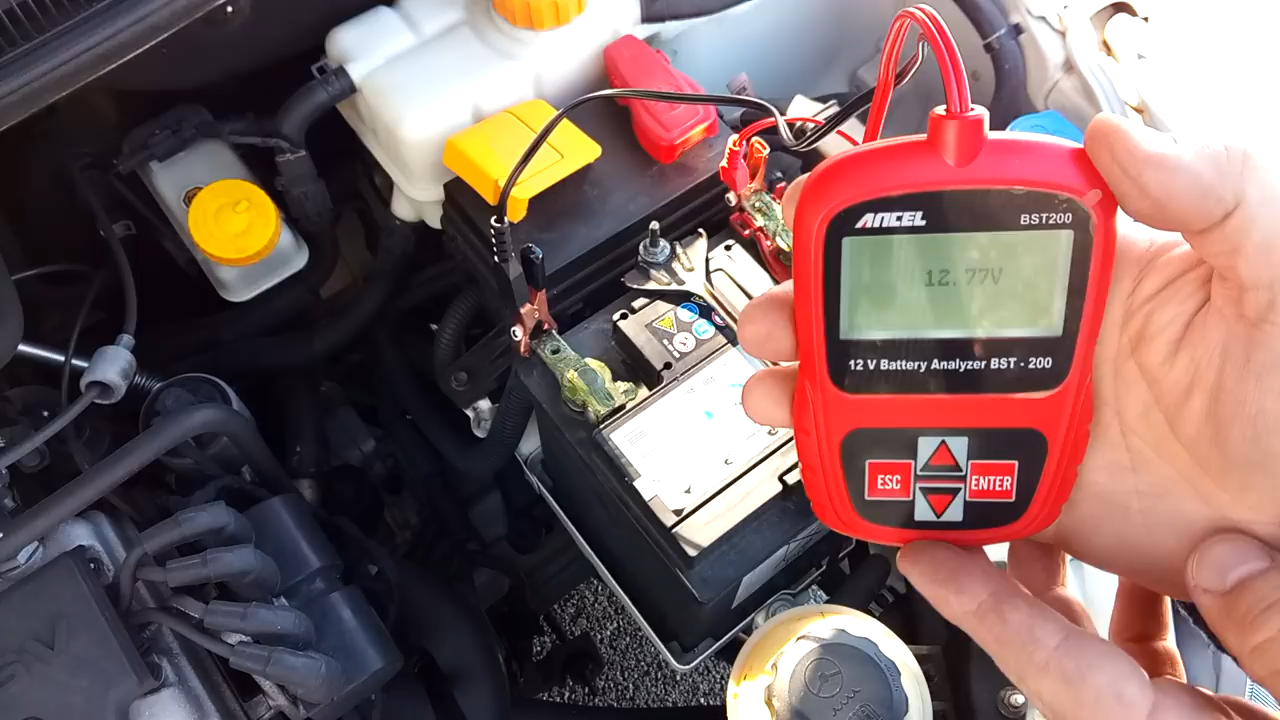 ANCEL
BST200
12.77V
12 V Battery Analyzer BST - 200
ESC
ENTER